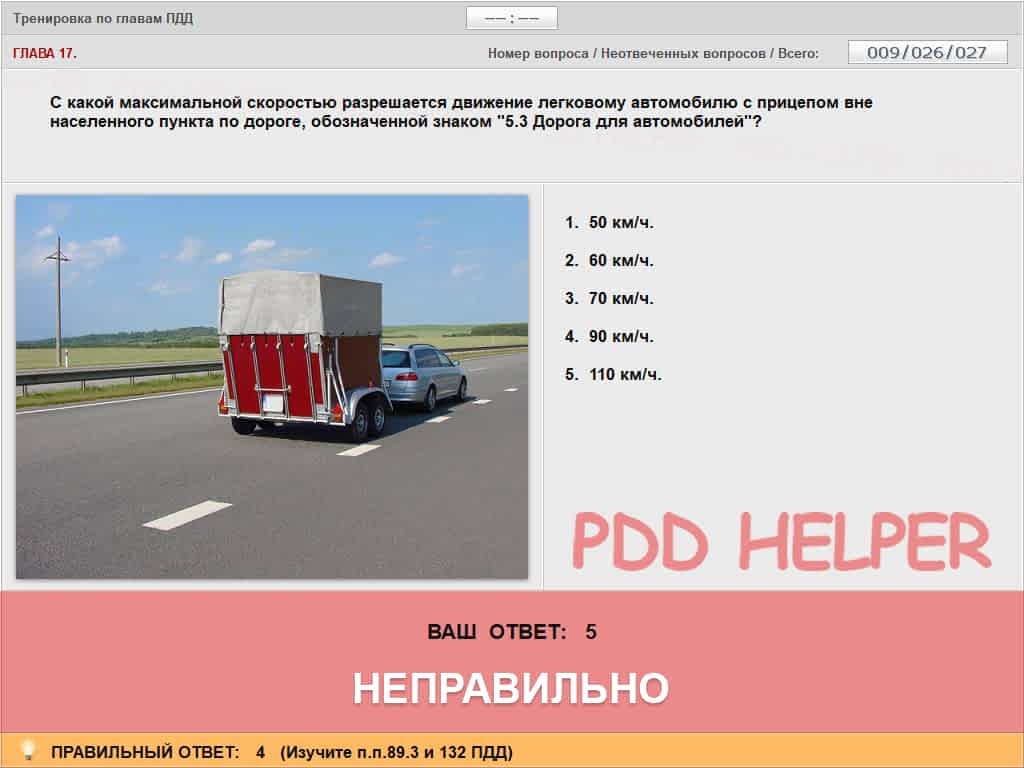 Тренировка по главам ПДД
—— : ——
ГЛАВА 17.
Номер вопроса / Неотвеченных вопросов / Всего:
009/026/027
С какой максимальной скоростью разрешается движение легковому автомобилю с прицепом вне
населенного пункта по дороге, обозначенной знаком "5.3 Дорога для автомобилей"?
1. 50 км/ч.
2. 60 км/ч.
3. 70 км/ч.
4. 90 км/ч.
5. 110 км/ч.
PDD HELPER
ВАШ ОТВЕТ: 5
НЕПРАВИЛЬНО
ПРАВИЛЬНЫЙ ОТВЕТ: 4 (Изучите п.п.89.3 и 132 ПДД)